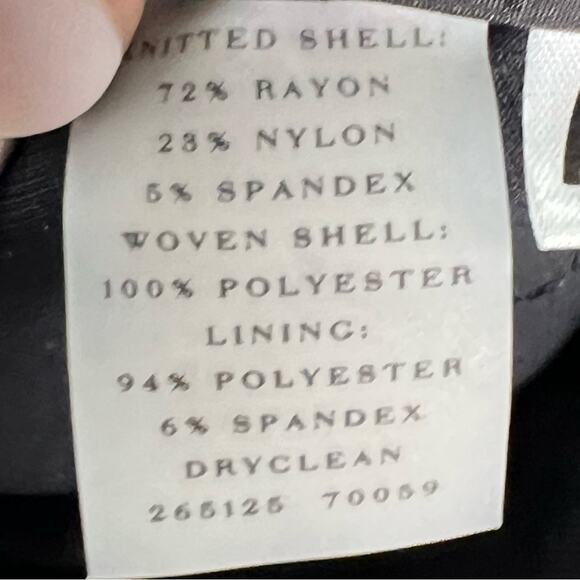 KNITTED SHELL:
72% RAYON
23% NYLON
5% SPANDEX
WOVEN SHELL:
100% POLYESTER
LINING:
94% POLYESTER
6% SPANDEX
DRYCLEAN
265125 70059